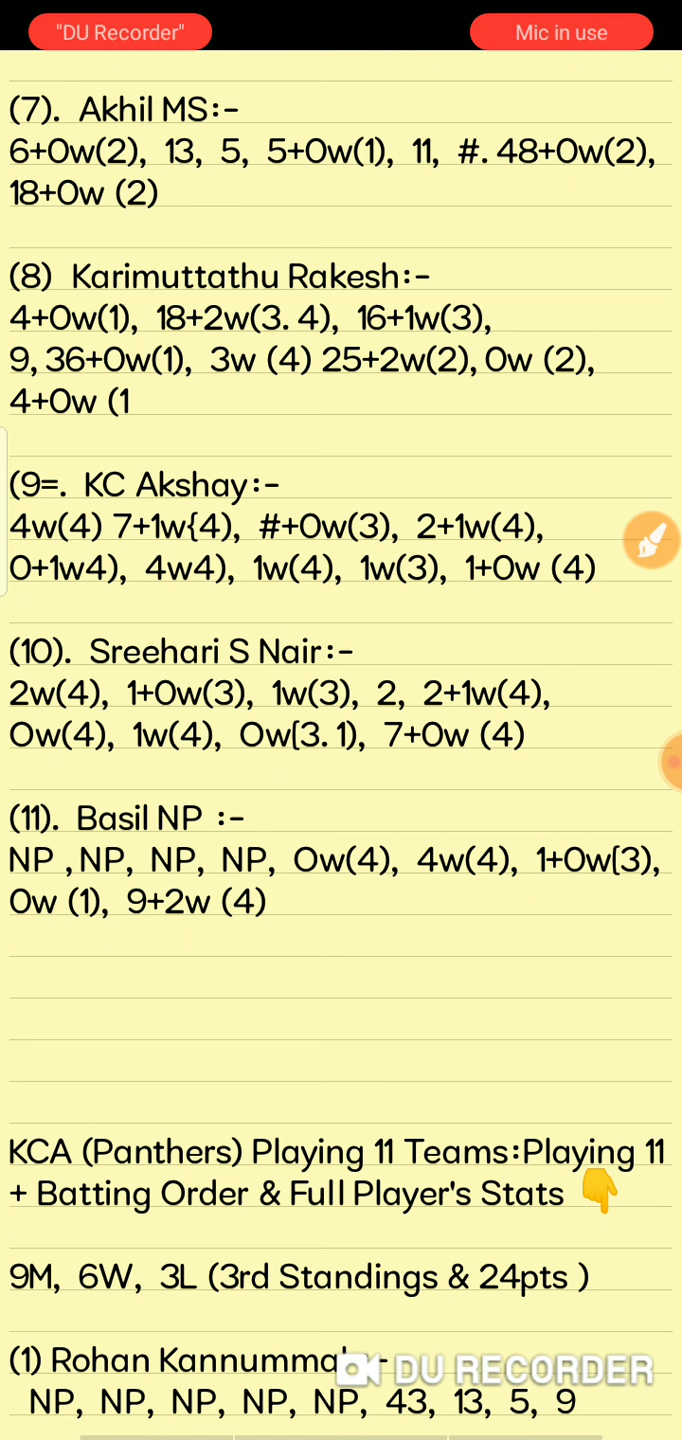 "DU Recorder" Mic in use
(7). Akhil MS:-
6+0w(2), 13, 5, 5+0w(1), 11, #. 48+0w(2),
18+0w (2)
(8) Karimuttathu Rakesh:-
4+0w(1), 18+2w(3. 4), 16+1w(3),
9, 36+0w(1), 3w (4) 25+2w(2), 0w (2),
4+0w (1
(9=. KC Akshay:-
4w(4) 7+1w{4), #+0w(3), 2+1w(4),
0+1w4), 4w4), 1w(4), 1w(3), 1+0w (4)
(10). Sreehari S Nair:-
2w(4), 1+0w(3), 1w(3), 2, 2+1w(4),
0w(4), 1w(4), 0w[3. 1), 7+0w (4)
(11). Basil NP :-
NP , NP, NP, NP, 0w(4), 4w(4), 1+0w[3),
0w (1), 9+2w (4)
KCA (Panthers) Playing 11 Teams:Playing 11
+ Batting Order & Full Player's Stats 👇
9M, 6W, 3L (3rd Standings & 24pts )
(1) Rohan :-
NP, NP, NP, NP, NP, 43, 13, 5, 9
DU RECORDER